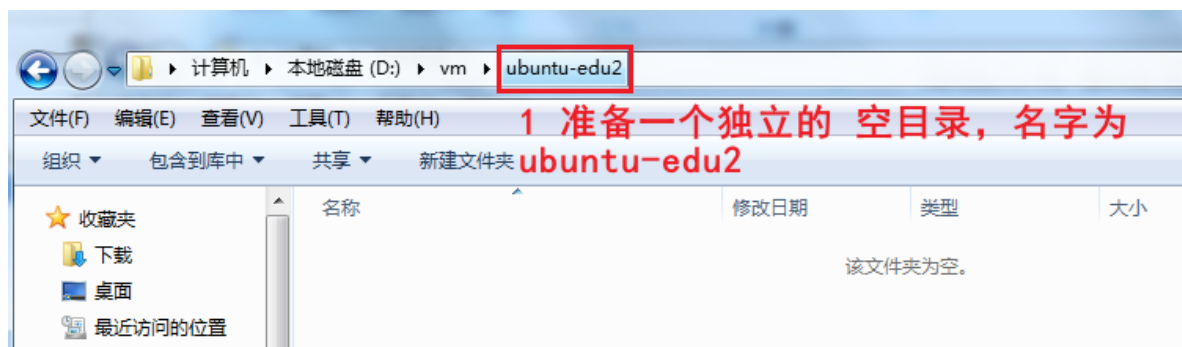 计算机 本地磁盘 (D:) vm ubuntu-edu2
文件(F) 编辑(E) 查看(V) 工具(T) 帮助(H)
1 准备一个独立的 空目录，名字为
ubuntu-edu2
组织 包含到库中 共享 新建文件夹
名称 修改日期 类型 大小
收藏夹
下载
桌面
最近访问的位置
该文件夹为空。